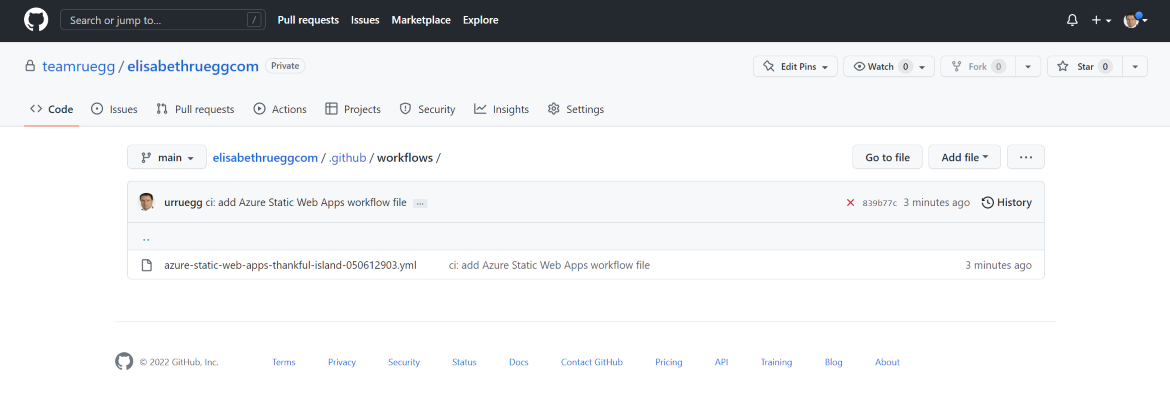 Search or jump to... / Pull requests Issues Marketplace Explore
teamruegg / elisabethrueggcom Private Edit Pins Watch 0 Fork 0 Star 0
Code Issues Pull requests Actions Projects Security Insights Settings
main elisabethrueggcom / .github / workflows / Go to file Add file ...
urruegg ci: add Azure Static Web Apps workflow file ... 839b77c 3 minutes ago History
..
azure-static-web-apps-thankful-island-050612903.yml ci: add Azure Static Web Apps workflow file 3 minutes ago
© 2022 GitHub, Inc. Terms Privacy Security Status Docs Contact GitHub Pricing API Training Blog About